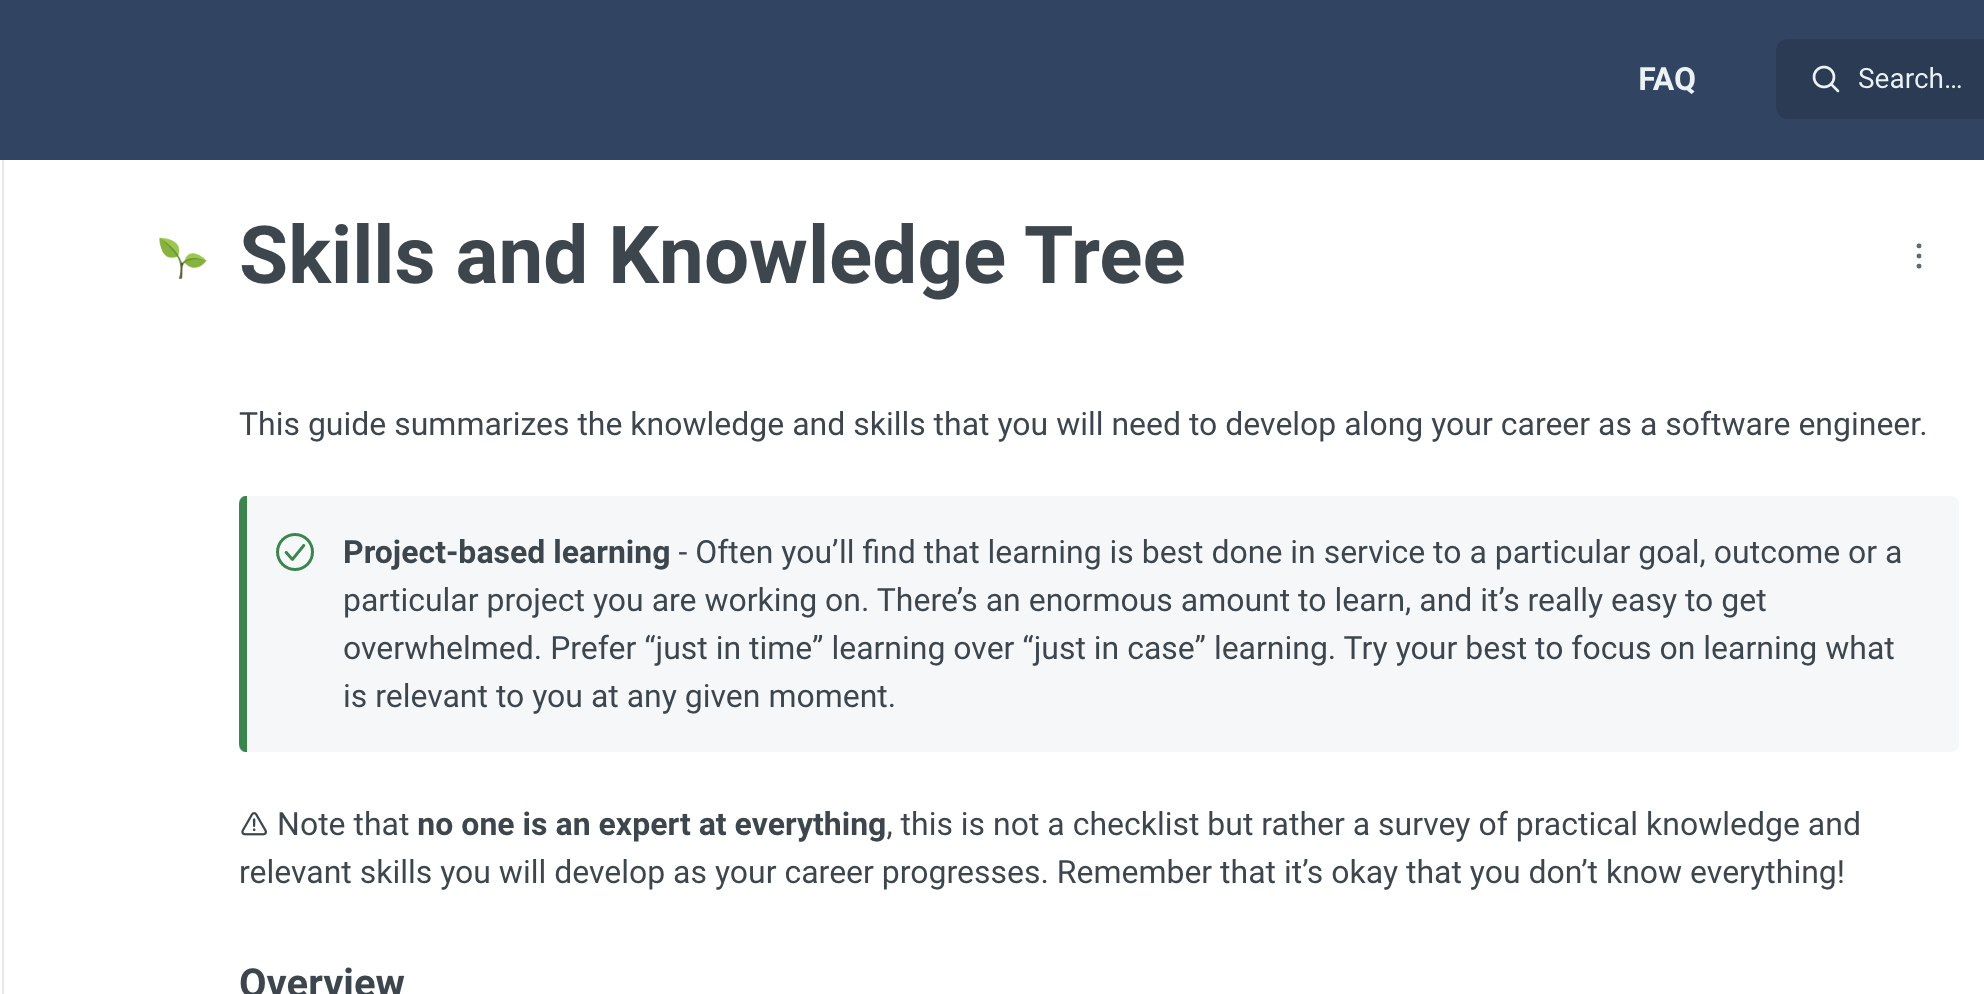 FAQ
Search...
Skills and Knowledge Tree
This guide summarizes the knowledge and skills that you will need to develop along your career as a software engineer.
Project-based learning - Often you’ll find that learning is best done in service to a particular goal, outcome or a
particular project you are working on. There’s an enormous amount to learn, and it’s really easy to get
overwhelmed. Prefer “just in time” learning over “just in case” learning. Try your best to focus on learning what
is relevant to you at any given moment.
⚠ Note that no one is an expert at everything, this is not a checklist but rather a survey of practical knowledge and
relevant skills you will develop as your career progresses. Remember that it’s okay that you don’t know everything!
Overview